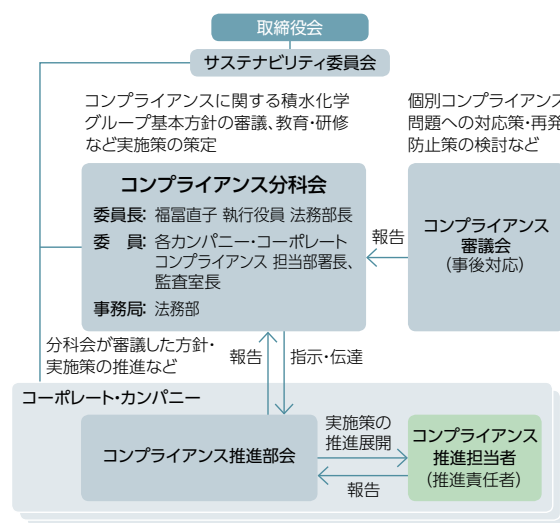 取締役会
サステナビリティ委員会
コンプライアンスに関する積水化学
グループ基本方針の審議、教育・研修
など実施策の策定
個別コンプライアンス
問題への対応策・再発
防止策の検討など
コンプライアンス分科会
委員長: 福冨直子 執行役員 法務部長
委　員: 各カンパニー・コーポレート
コンプライアンス 担当部署長、
監査室長
事務局: 法務部
報告
コンプライアンス
審議会
(事後対応)
分科会が審議した方針・
実施策の推進など
報告
指示・伝達
コーポレート・カンパニー
コンプライアンス推進部会
実施策の
推進展開
報告
コンプライアンス
推進担当者
(推進責任者)